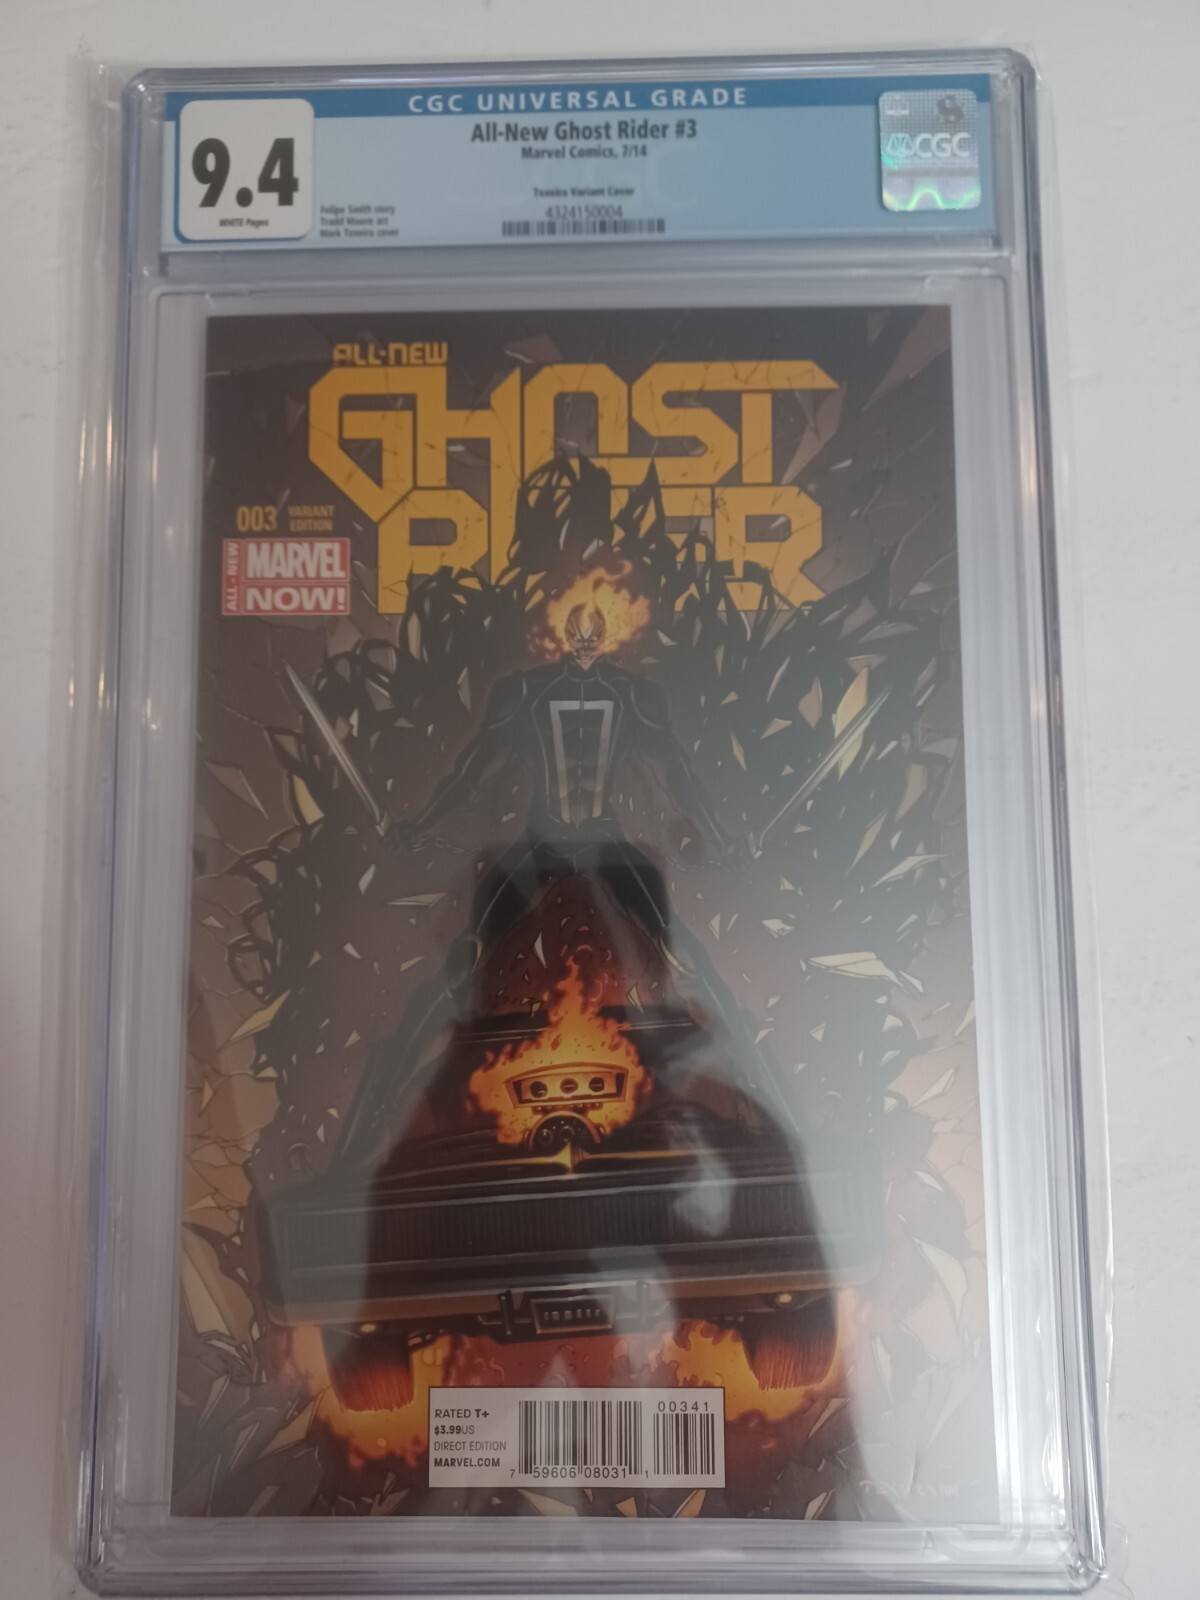 CGC UNIVERSAL GRADE
9.4
WHITE Pages
All-New Ghost Rider #3
Marvel Comics, 7/14
Texeira Variant Cover
4324150004
Felipe Smith story
Tradd Moore art
Mark Texeira cover
CGC
ALL-NEW
GHOST
RIDER
003 VARIANT
EDITION
ALL-NEW
MARVEL
NOW!
RATED T+
$3.99US
DIRECT EDITION
MARVEL.COM
00341
7 59606 08031 1